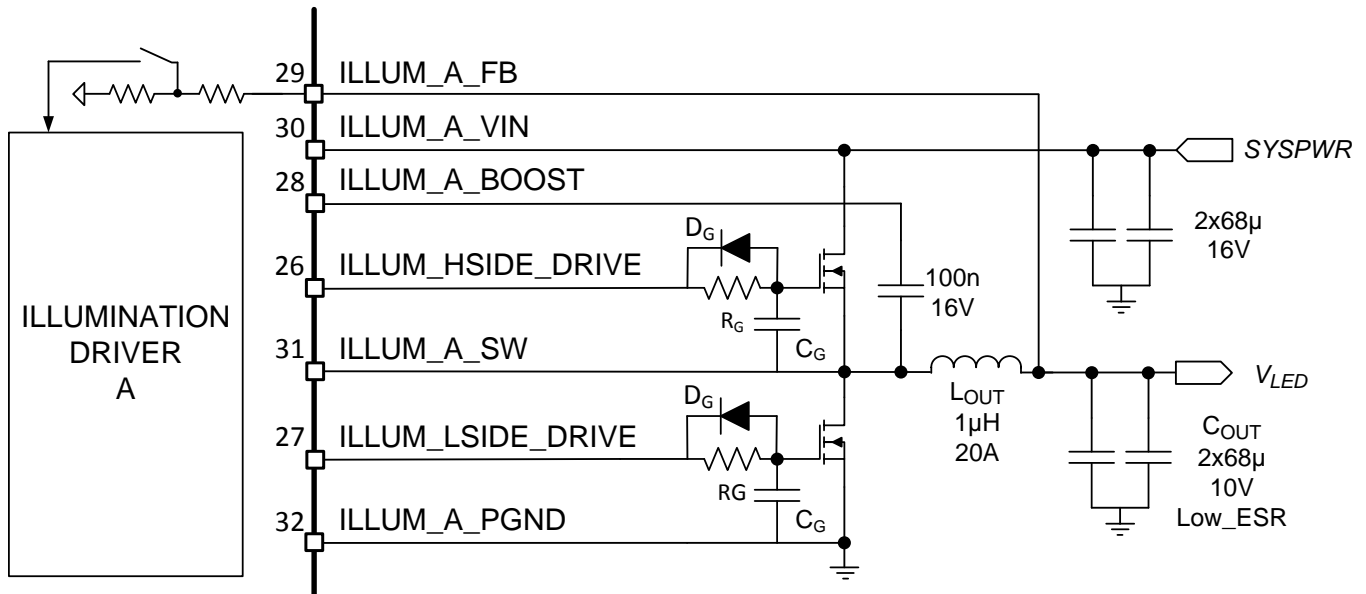 29 ILLUM_A_FB
30 ILLUM_A_VIN
SYSPWR
28 ILLUM_A_BOOST
2x68µ
16V
DG
26 ILLUM_HSIDE_DRIVE
100n
16V
RG
CG
ILLUMINATION
DRIVER
A
31 ILLUM_A_SW
VLED
LOUT
1µH
20A
DG
27 ILLUM_LSIDE_DRIVE
COUT
2x68µ
10V
Low_ESR
RG
CG
32 ILLUM_A_PGND